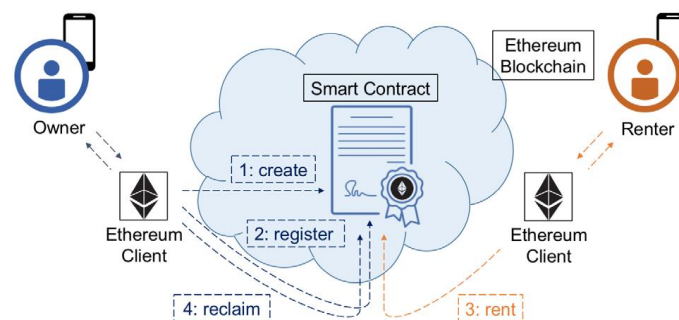 Ethereum
Blockchain
Smart Contract
Owner
Renter
1: create
Ethereum
Client
2: register
Ethereum
Client
4: reclaim
3: rent